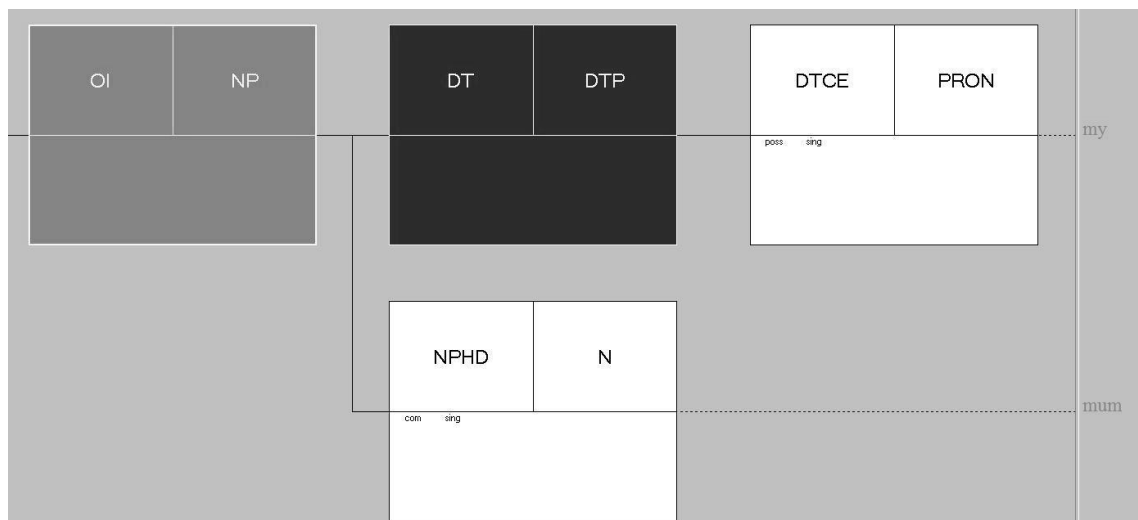 OI NP DT DTP DTCE PRON
my
poss sing
NPHD N
mum
com sing